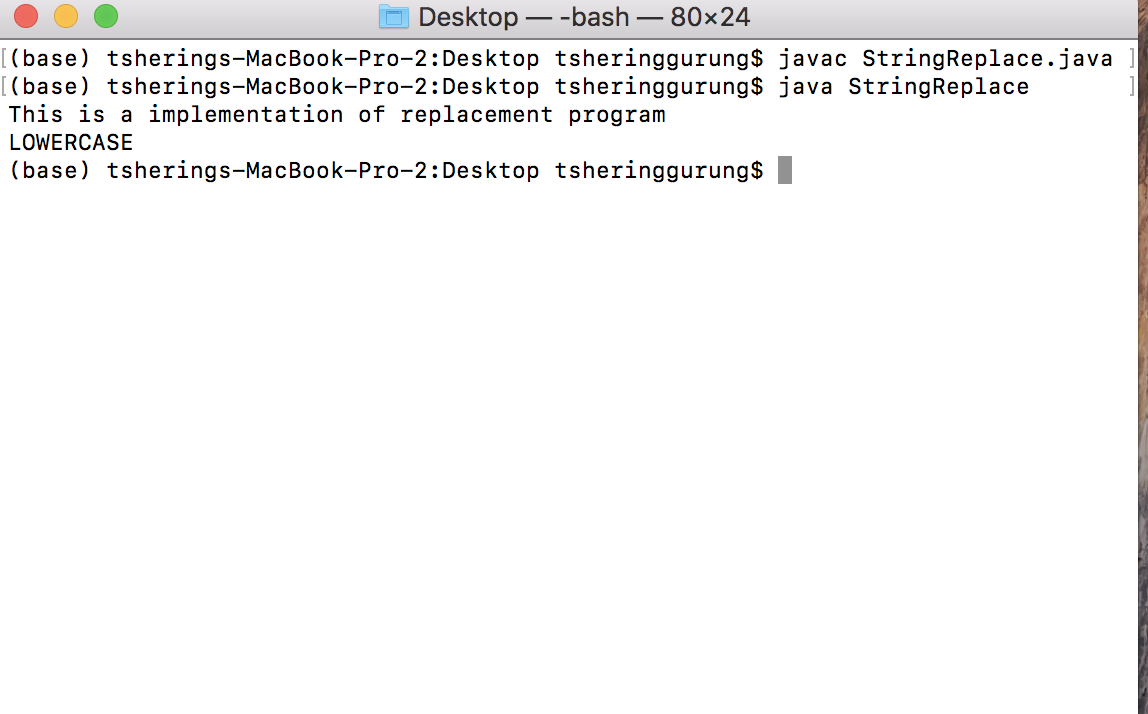 Desktop — -bash — 80×24
[(base) tsherings-MacBook-Pro-2:Desktop tsheringgurung$ javac StringReplace.java ]
[(base) tsherings-MacBook-Pro-2:Desktop tsheringgurung$ java StringReplace ]
This is a implementation of replacement program
LOWERCASE
(base) tsherings-MacBook-Pro-2:Desktop tsheringgurung$